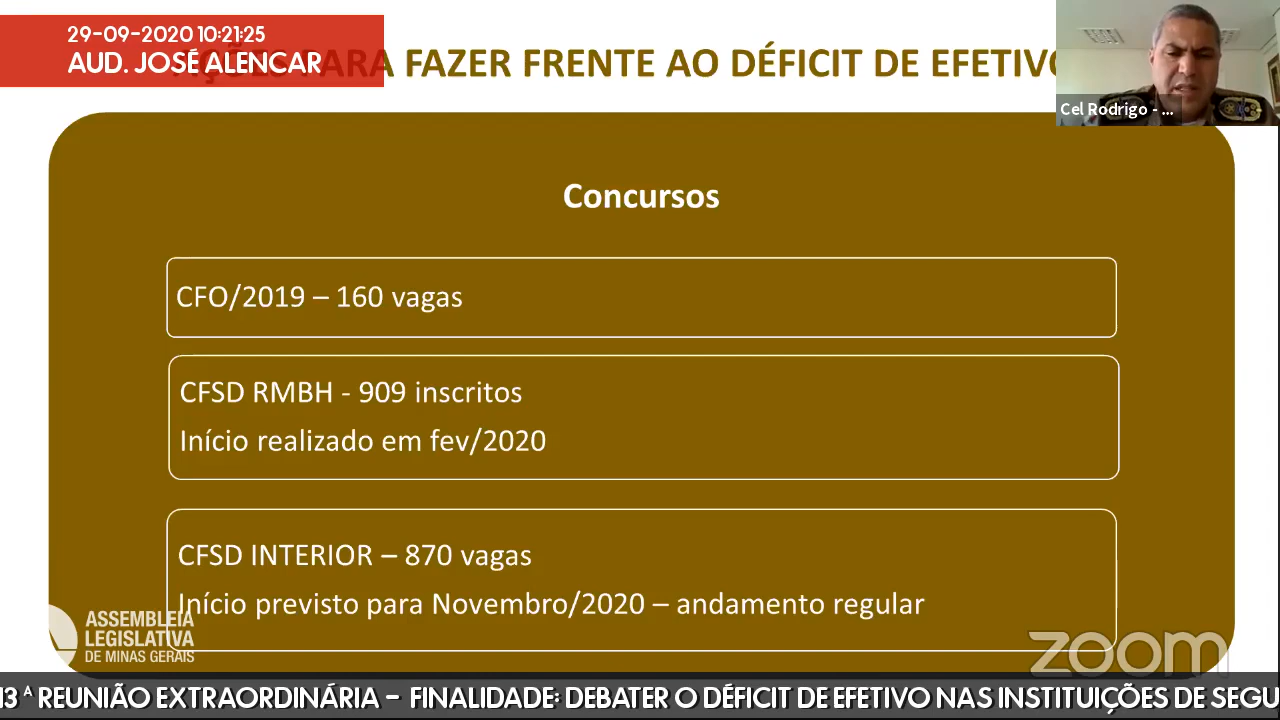 29-09-2020 10:21:25
AUD. JOSÉ ALENCAR
AÇÕES PARA FAZER FRENTE AO DÉFICIT DE EFETIVO
Cel Rodrigo - ...
Concursos
CFO/2019 – 160 vagas
CFSD RMBH - 909 inscritos
Início realizado em fev/2020
CFSD INTERIOR – 870 vagas
Início previsto para Novembro/2020 – andamento regular
ASSEMBLEIA
LEGISLATIVA
DE MINAS GERAIS
zoom
13 ª REUNIÃO EXTRAORDINÁRIA - FINALIDADE: DEBATER O DÉFICIT DE EFETIVO NAS INSTITUIÇÕES DE SEGU